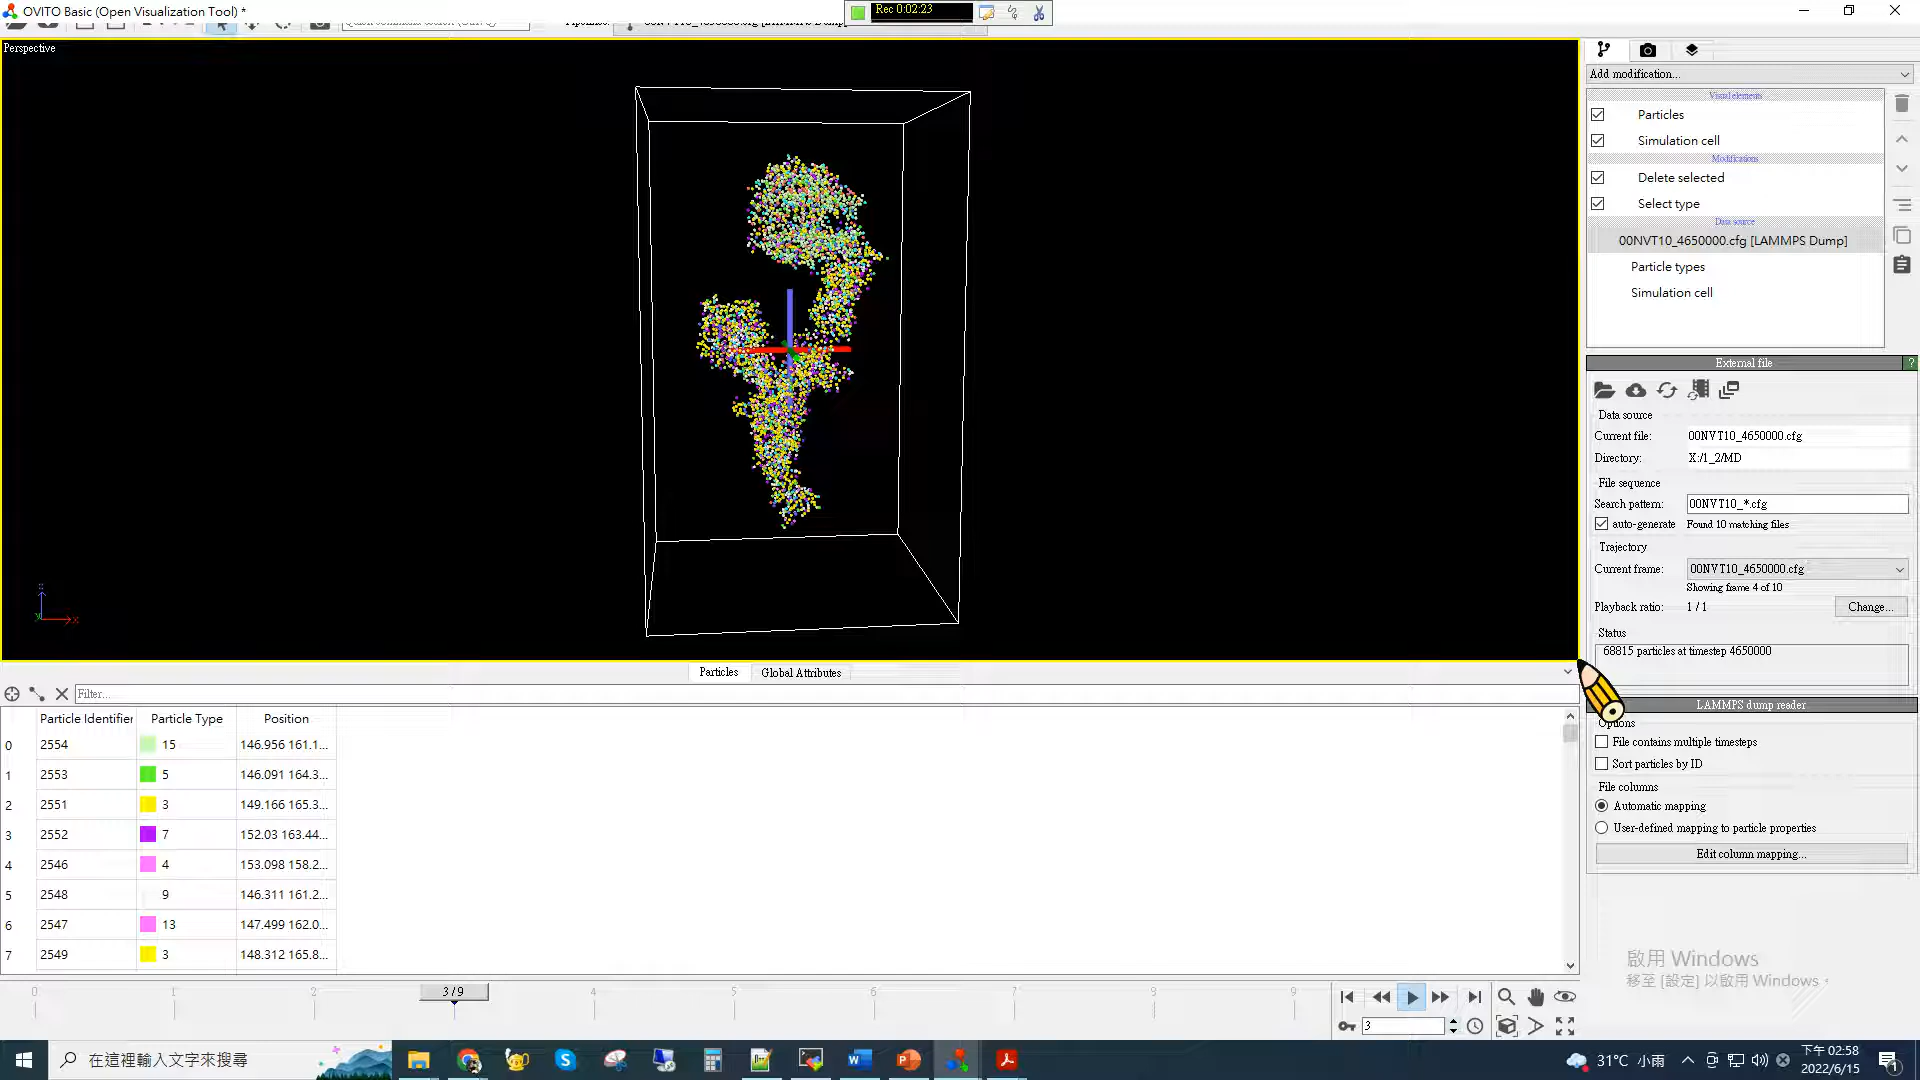 OVITO Basic (Open Visualization Tool) *
Rec 0:02:23
Perspective
z
y
x
Add modification...
Visual elements
Particles
Simulation cell
Modifications
Delete selected
Select type
Data source
00NVT10_4650000.cfg [LAMMPS Dump]
Particle types
Simulation cell
External file
?
Data source
Current file: 00NVT10_4650000.cfg
Directory: X:/1_2/MD
File sequence
Search pattern: 00NVT10_*.cfg
auto-generate Found 10 matching files
Trajectory
Current frame: 00NVT10_4650000.cfg
Showing frame 4 of 10
Playback ratio: 1 / 1 Change...
Status
68815 particles at timestep 4650000
LAMMPS dump reader
Options
File contains multiple timesteps
Sort particles by ID
File columns
Automatic mapping
User-defined mapping to particle properties
Edit column mapping...
Particles Global Attributes
Filter...
Particle Identifier Particle Type Position
0 2554 15 146.956 161.1...
1 2553 5 146.091 164.3...
2 2551 3 149.166 165.3...
3 2552 7 152.03 163.44...
4 2546 4 153.098 158.2...
5 2548 9 146.311 161.2...
6 2547 13 147.499 162.0...
7 2549 3 148.312 165.8...
啟用 Windows
移至 [設定] 以啟用 Windows。
0 1 2 3 / 9 4 5 6 7 8 9
3
在這裡輸入文字來搜尋
31°C 小雨
下午 02:58
2022/6/15
1